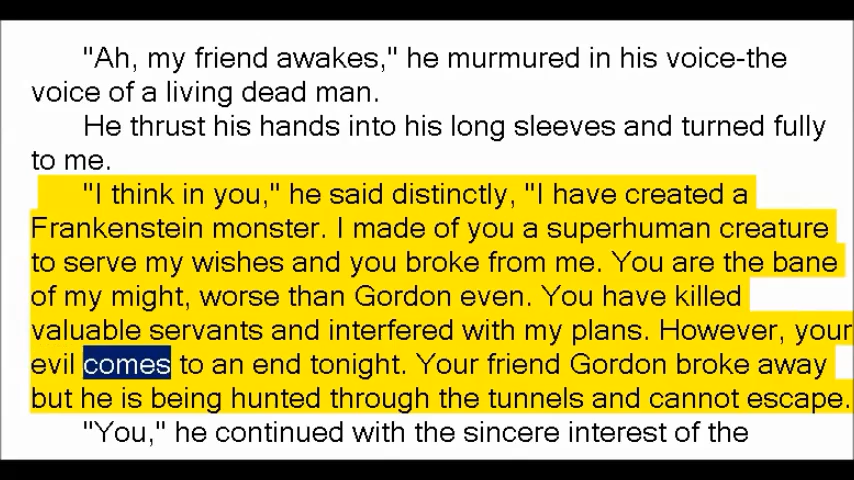 "Ah, my friend awakes," he murmured in his voice-the
voice of a living dead man.
He thrust his hands into his long sleeves and turned fully
to me.
"I think in you," he said distinctly, "I have created a
Frankenstein monster. I made of you a superhuman creature
to serve my wishes and you broke from me. You are the bane
of my might, worse than Gordon even. You have killed
valuable servants and interfered with my plans. However, your
evil comes to an end tonight. Your friend Gordon broke away
but he is being hunted through the tunnels and cannot escape.
"You," he continued with the sincere interest of the